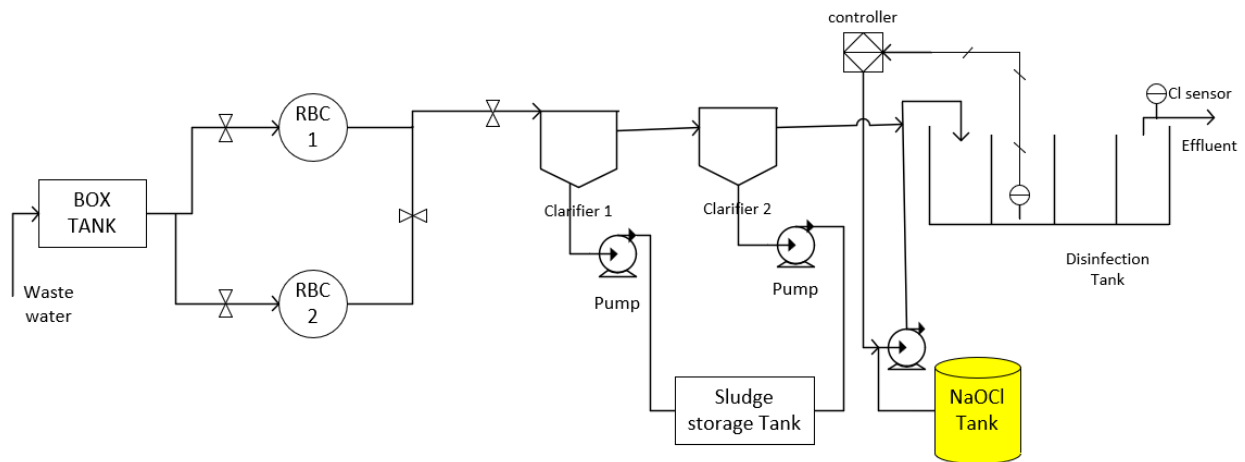 controller
RBC
1
Cl sensor
Effluent
BOX
TANK
Clarifier 1
Clarifier 2
Waste
water
RBC
2
Pump
Pump
Disinfection
Tank
Sludge
storage Tank
NaOCl
Tank